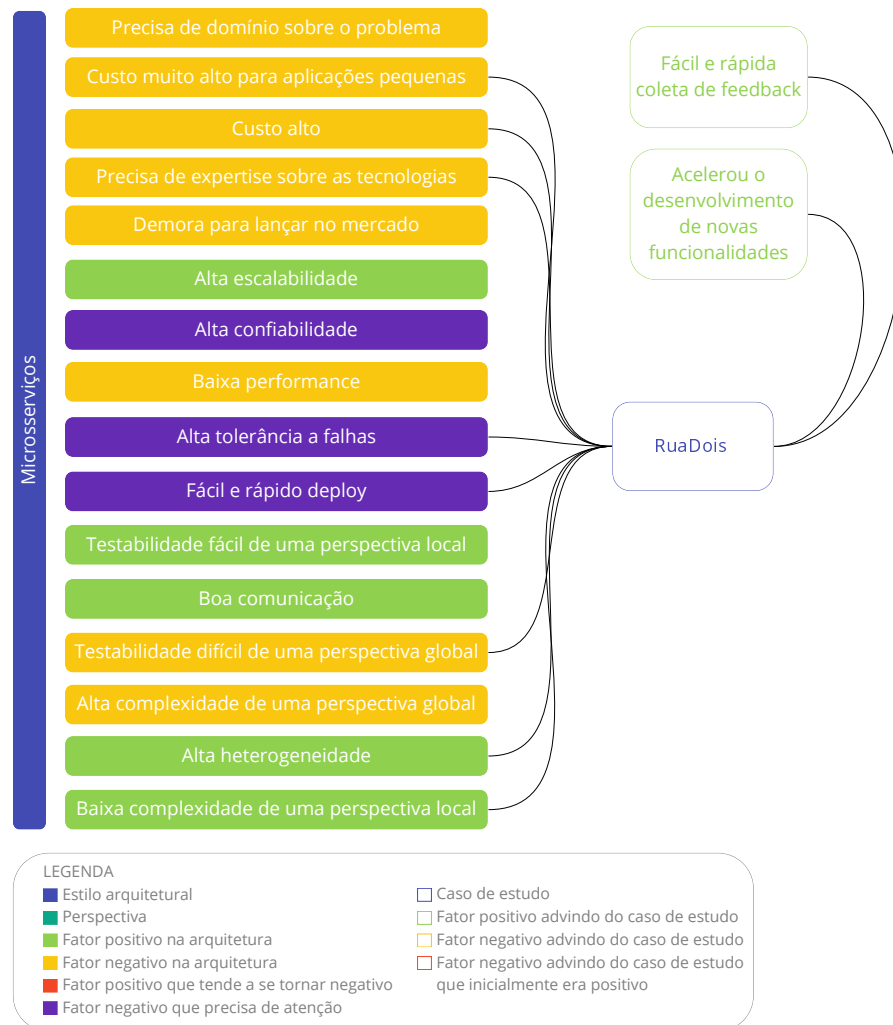 Microsserviços
Precisa de domínio sobre o problema
Custo muito alto para aplicações pequenas
Custo alto
Precisa de expertise sobre as tecnologias
Demora para lançar no mercado
Alta escalabilidade
Alta confiabilidade
Baixa performance
Alta tolerância a falhas
Fácil e rápido deploy
Testabilidade fácil de uma perspectiva local
Boa comunicação
Testabilidade difícil de uma perspectiva global
Alta complexidade de uma perspectiva global
Alta heterogeneidade
Baixa complexidade de uma perspectiva local
Fácil e rápida
coleta de feedback
Acelerou o
desenvolvimento
de novas
funcionalidades
RuaDois
LEGENDA
Estilo arquitetural
Perspectiva
Fator positivo na arquitetura
Fator negativo na arquitetura
Fator positivo que tende a se tornar negativo
Fator negativo que precisa de atenção
Caso de estudo
Fator positivo advindo do caso de estudo
Fator negativo advindo do caso de estudo
Fator negativo advindo do caso de estudo
que inicialmente era positivo